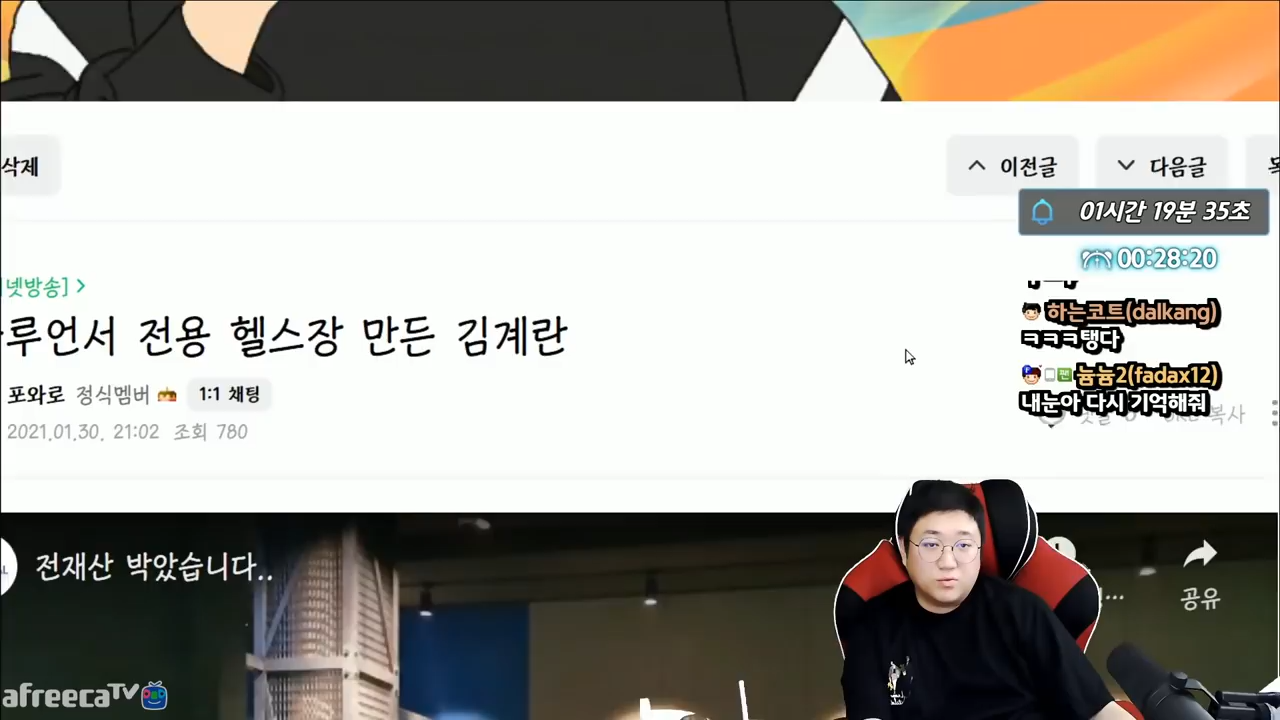 삭제
이전글
다음글
01시간 19분 35초
00:28:20
넷방송] >
하는코트(dalkang)
ㅋㅋㅋ탱다
루언서 전용 헬스장 만든 김계란
늄늄2(fadax12)
내눈아 다시 기억해줘
포와로 정식멤버 1:1 채팅
복사
2021.01.30. 21:02 조회 780
전재산 박았습니다..
공유
afreecaTV